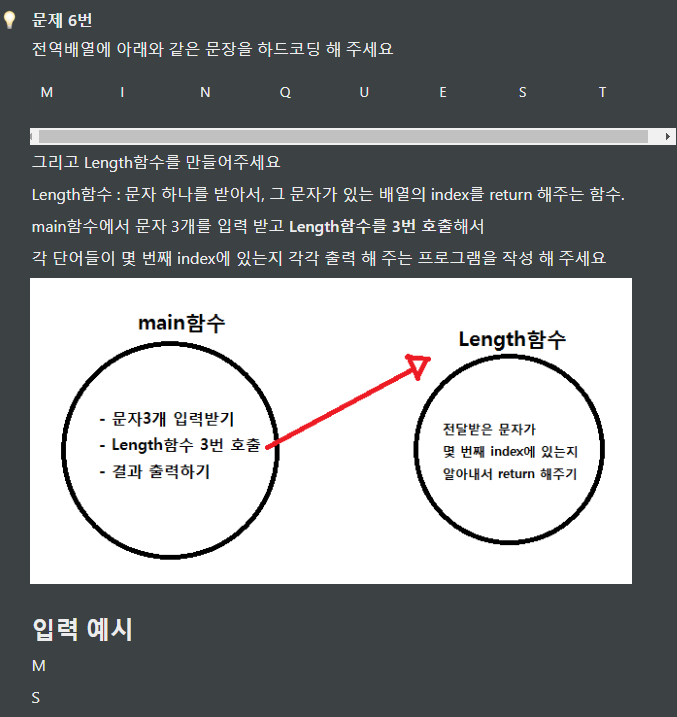 문제 6번
전역배열에 아래와 같은 문장을 하드코딩 해 주세요
M I N Q U E S T
그리고 Length함수를 만들어주세요
Length함수 : 문자 하나를 받아서, 그 문자가 있는 배열의 index를 return 해주는 함수.
main함수에서 문자 3개를 입력 받고 Length함수를 3번 호출해서
각 단어들이 몇 번째 index에 있는지 각각 출력 해 주는 프로그램을 작성 해 주세요
main함수
- 문자3개 입력받기
- Length함수 3번 호출
- 결과 출력하기
Length함수
전달받은 문자가
몇 번째 index에 있는지
알아내서 return 해주기
입력 예시
M
S